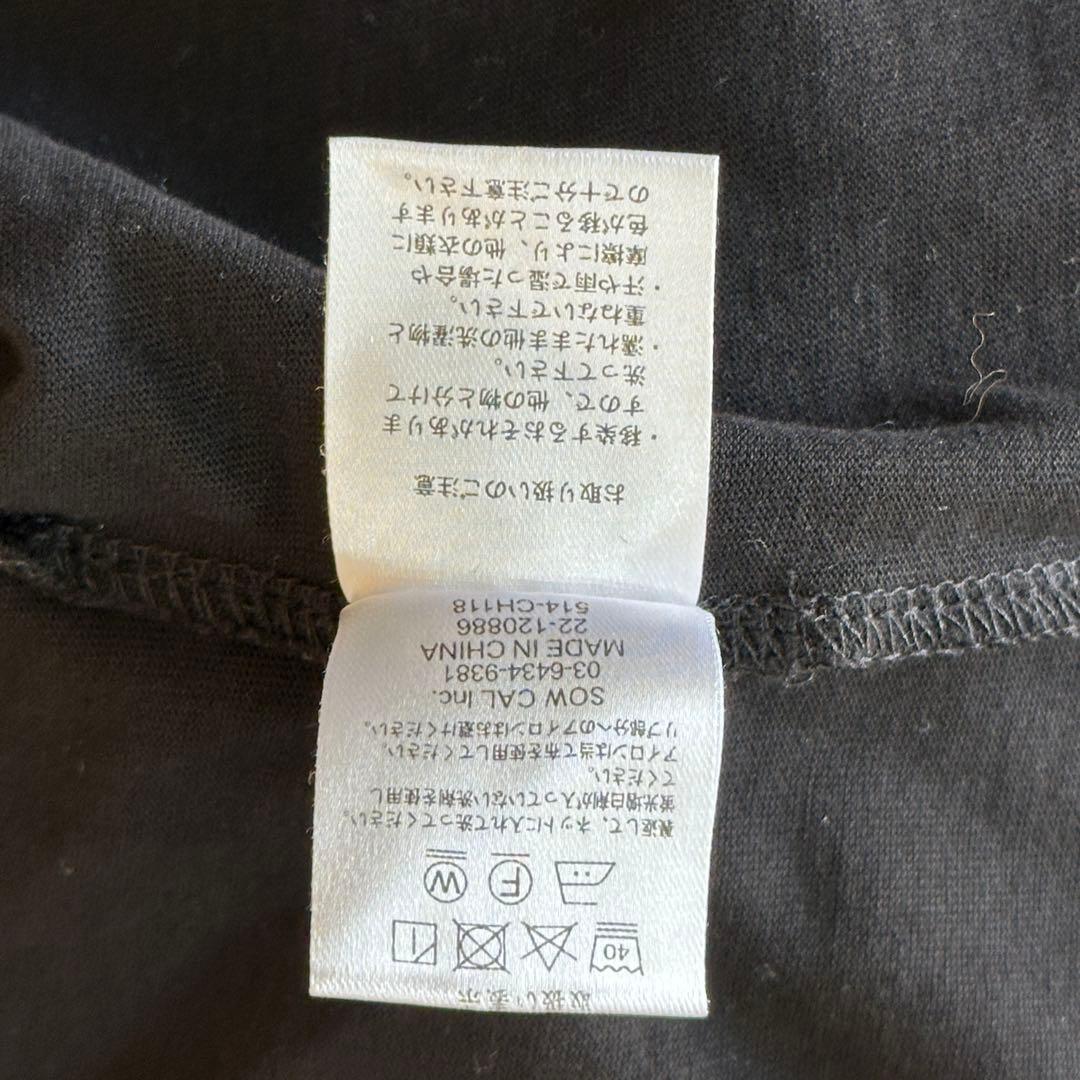 取扱い表示
40
F
W
裏返して、ネットに入れて洗ってください。
蛍光増白剤が入っていない洗剤を使用し
てください。
アイロンは当て布を使用してください。
リブ部分へのアイロンはお避けください。
SOW CAL Inc.
03-6434-9381
MADE IN CHINA
22-120886
514-CH118
お取り扱いのご注意
・移染するおそれがありま
すので、他の物と分けて
洗って下さい。
・濡れたまま他の洗濯物と
重ねないで下さい。
・汗や雨で湿った場合や
摩擦により、他の衣類に
色が移ることがあります
ので十分ご注意下さい。